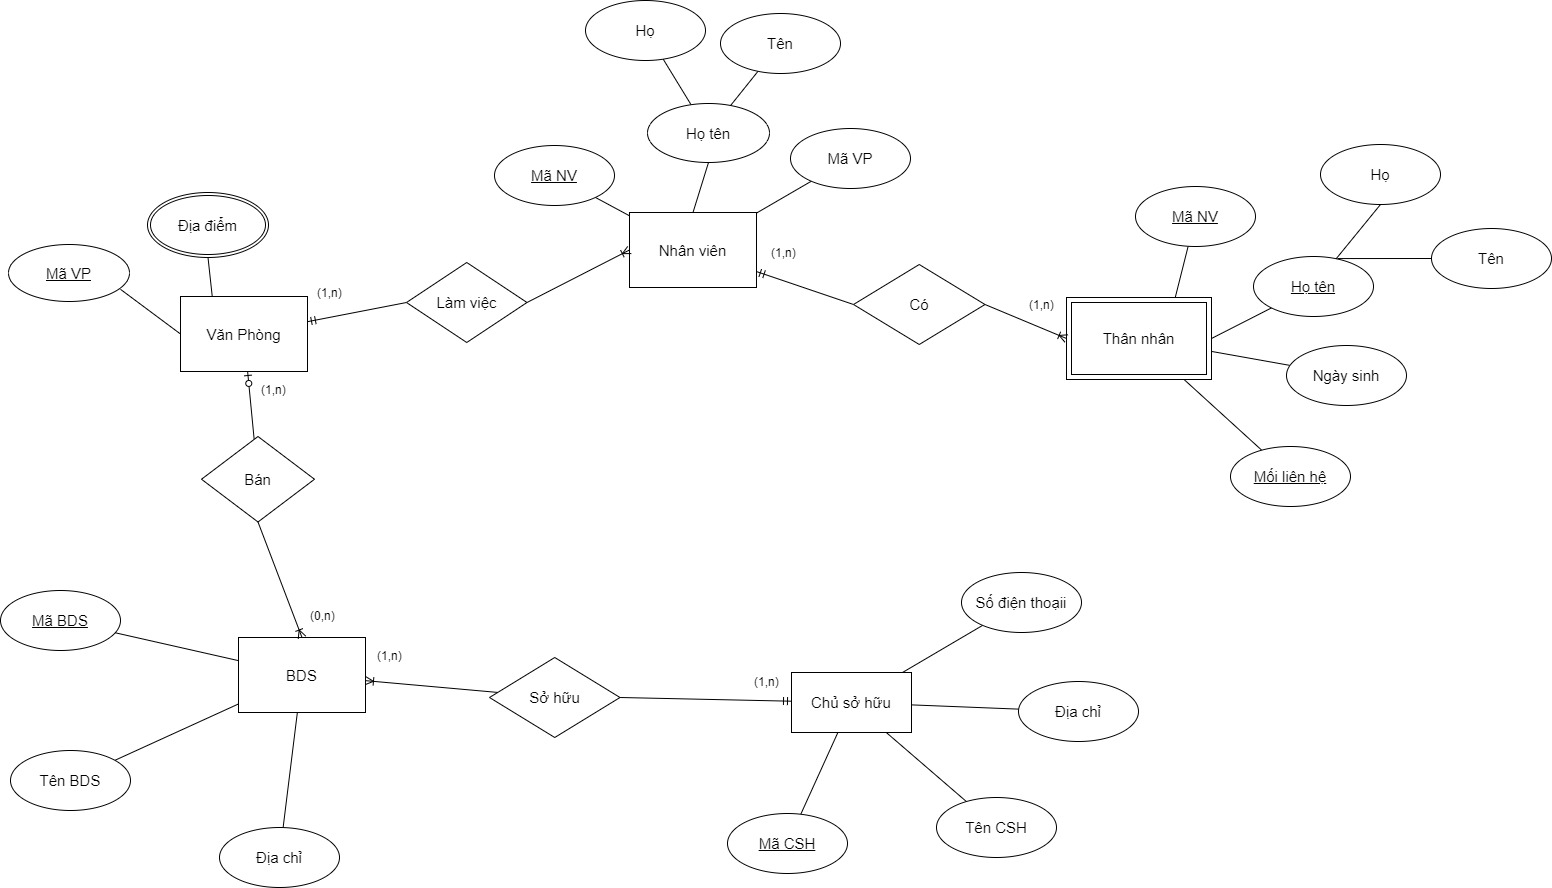 Họ
Tên
Họ tên
Mã NV
Mã VP
Nhân viên
(1,n)
Địa điểm
Mã VP
Văn Phòng
(1,n)
Làm việc
(1,n)
Có
(1,n)
Thân nhân
Mã NV
Họ
Tên
Họ tên
Ngày sinh
Mối liên hệ
Bán
(0,n)
Mã BDS
BDS
(1,n)
Tên BDS
Địa chỉ
Sở hữu
(1,n)
Chủ sở hữu
Số điện thoạii
Địa chỉ
Tên CSH
Mã CSH